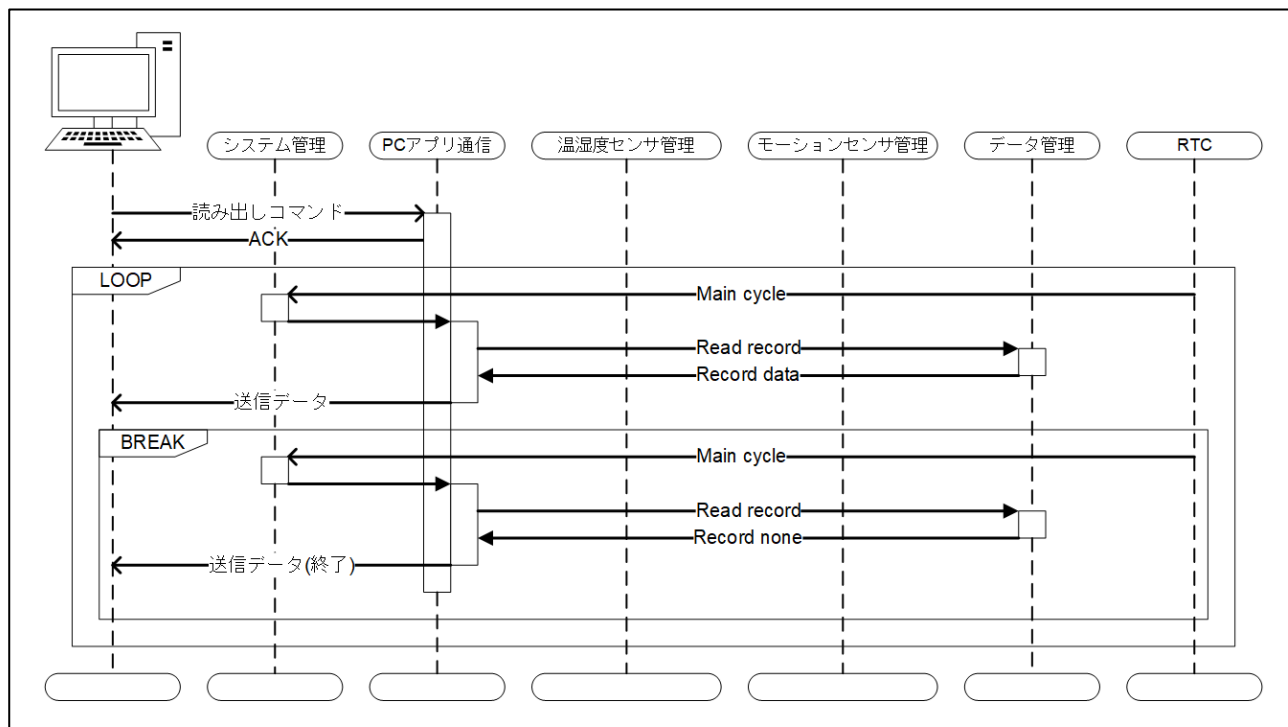 システム管理
PCアプリ通信
温湿度センサ管理
モーションセンサ管理
データ管理
RTC
読み出しコマンド
ACK
LOOP
Main cycle
Read record
Record data
送信データ
BREAK
Main cycle
Read record
Record none
送信データ(終了)